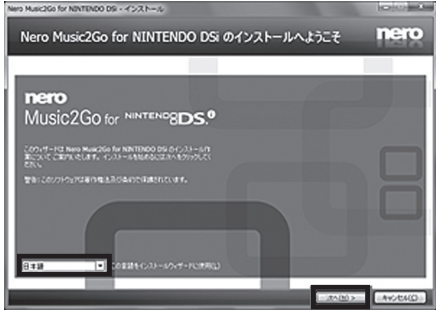 Nero Music2Go for NINTENDO DSi - インストール
Nero Music2Go for NINTENDO DSi のインストールへようこそ
nero
nero
Music2Go for NINTENDO DSi
このウィザードは Nero Music2Go for NINTENDO DSi のインストール作
業について ご案内いたします。インストールを始めるには次へをクリックしてく
ださい。
警告: このソフトウェアは著作権法及び条約で保護されています。
日本語
この言語をインストールウィザードに使用(L)
次へ(N) >
キャンセル(C)